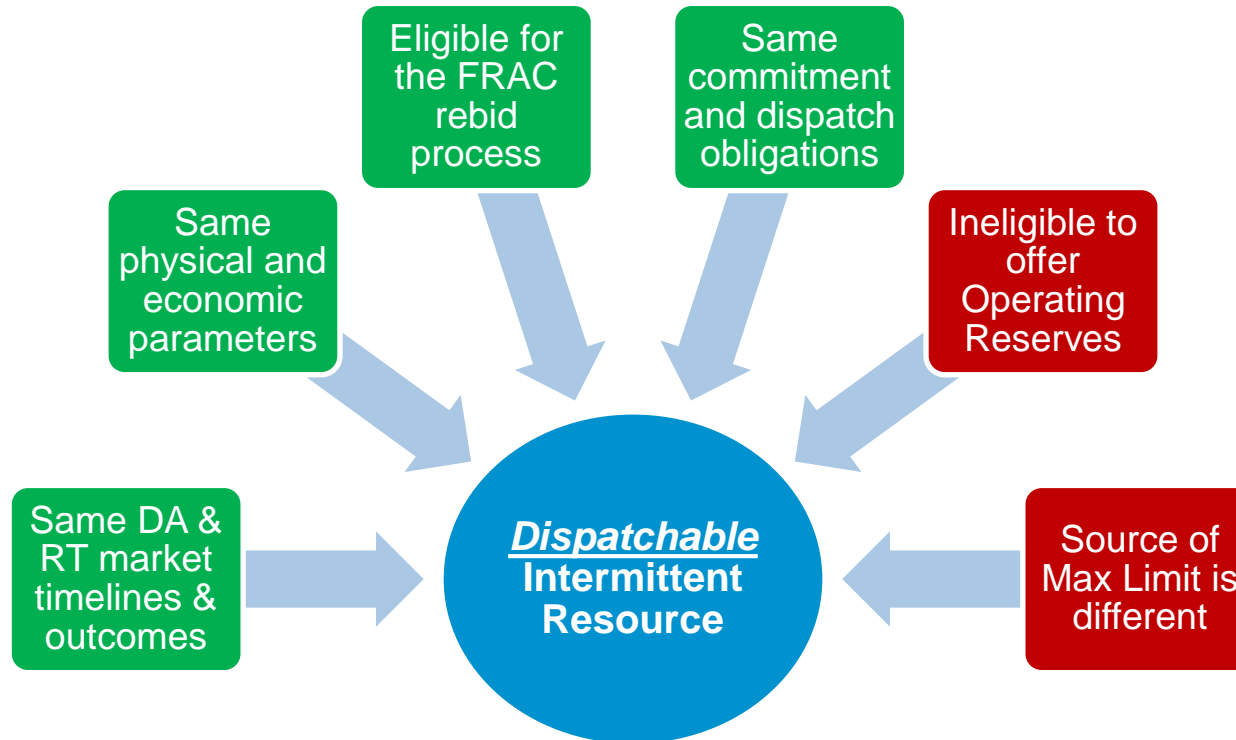 Eligible for
the FRAC
rebid
process
Same
commitment
and dispatch
obligations
Same
physical and
economic
parameters
Ineligible to
offer
Operating
Reserves
Same DA &
RT market
timelines &
outcomes
Dispatchable
Intermittent
Resource
Source of
Max Limit is
different